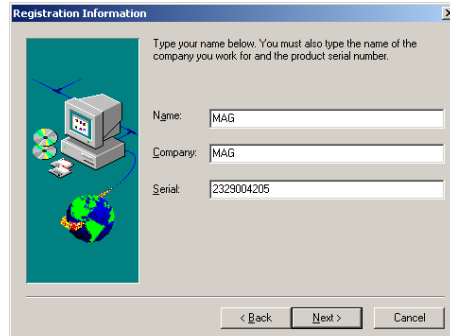 Registration Information
Type your name below. You must also type the name of the
company you work for and the product serial number.
Name: MAG
Company: MAG
Serial: 2329004205
< Back Next > Cancel